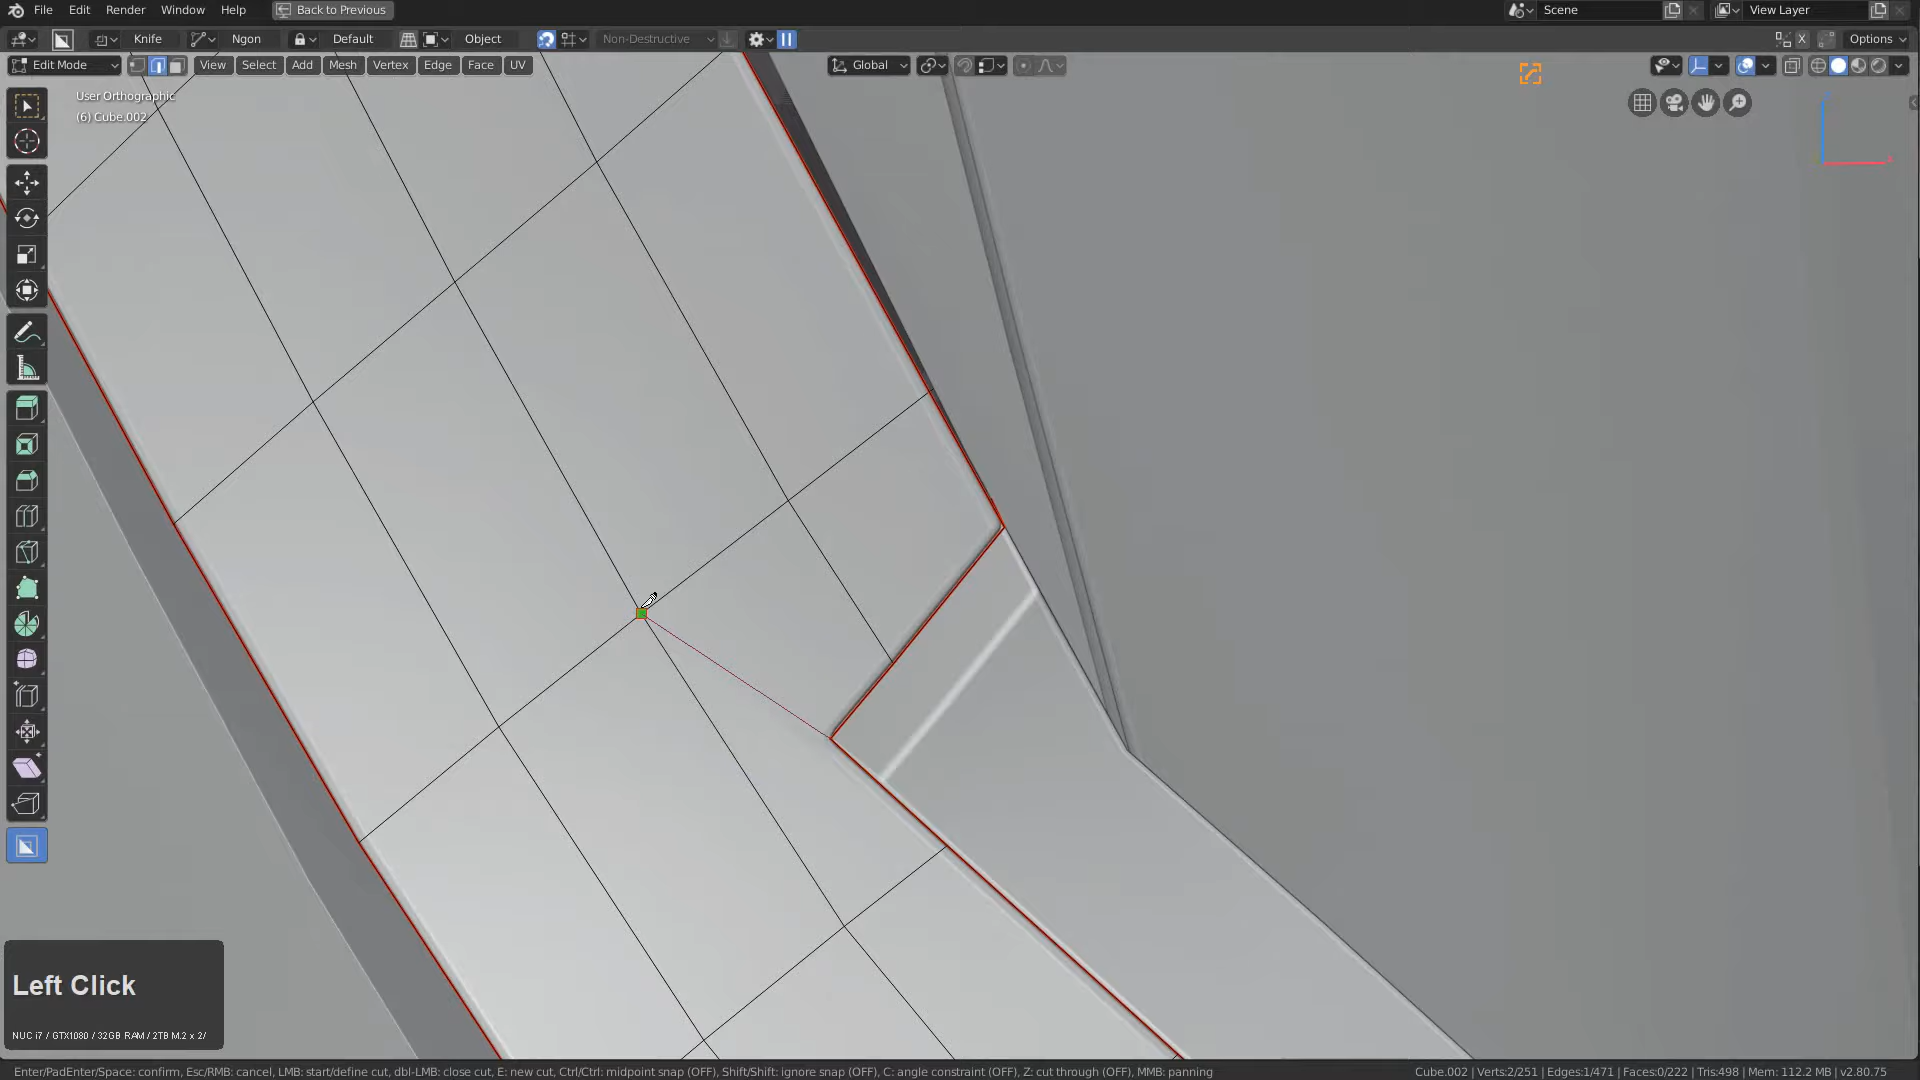 File Edit Render Window Help Back to Previous Scene View Layer
Knife Ngon Default Object Non-Destructive X Options
Edit Mode View Select Add Mesh Vertex Edge Face UV Global
User Orthographic
(6) Cube.002
Left Click
NUC i7 / GTX1080 / 32GB RAM / 2TB M.2 x 2/
Enter/PadEnter/Space: confirm, Esc/RMB: cancel, LMB: start/define cut, dbl-LMB: close cut, E: new cut, Ctrl/Ctrl: midpoint snap (OFF), Shift/Shift: ignore snap (OFF), C: angle constraint (OFF), Z: cut through (OFF), MMB: panning Cube.002 | Verts:2/251 | Edges:1/471 | Faces:0/222 | Tris:498 | Mem: 112.2 MB | v2.80.75